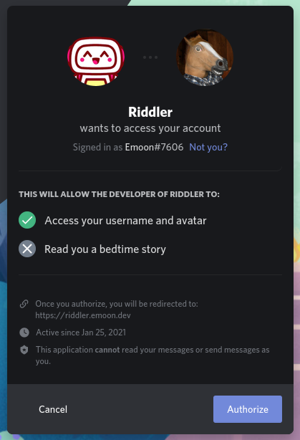 Riddler
wants to access your account
Signed in as Emoon#7606 Not you?
THIS WILL ALLOW THE DEVELOPER OF RIDDLER TO:
Access your username and avatar
Read you a bedtime story
Once you authorize, you will be redirected to:
https://riddler.emoon.dev
Active since Jan 25, 2021
This application cannot read your messages or send messages as
you.
Cancel
Authorize